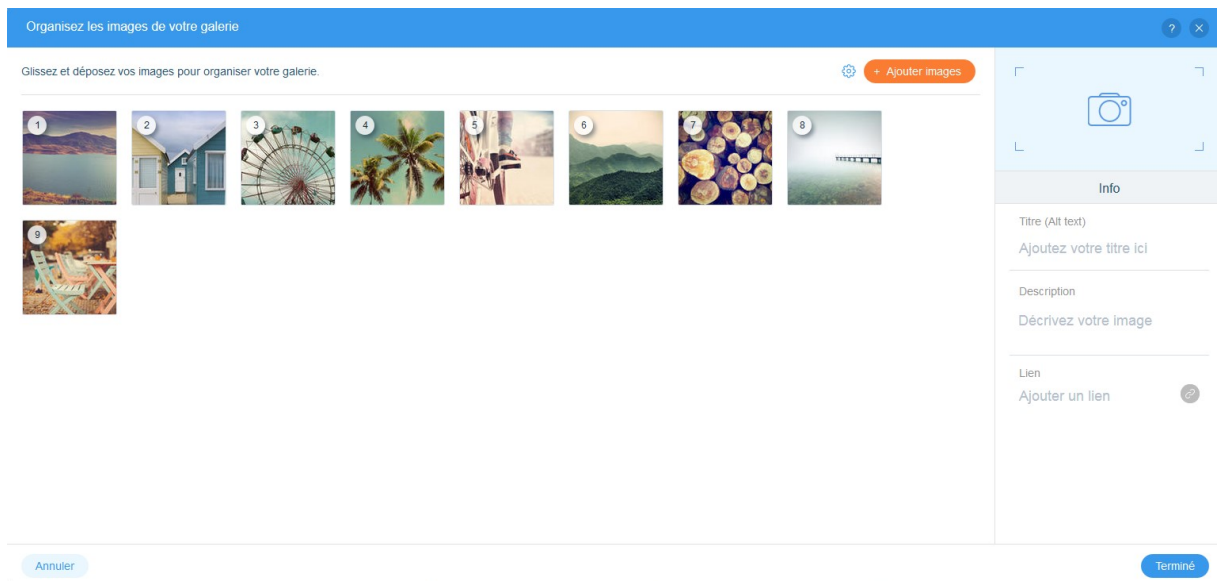 Organisez les images de votre galerie
?
Glissez et déposez vos images pour organiser votre galerie.
+ Ajouter images
1
2
3
4
5
6
7
8
9
Info
Titre (Alt text)
Ajoutez votre titre ici
Description
Décrivez votre image
Lien
Ajouter un lien
Annuler
Terminé